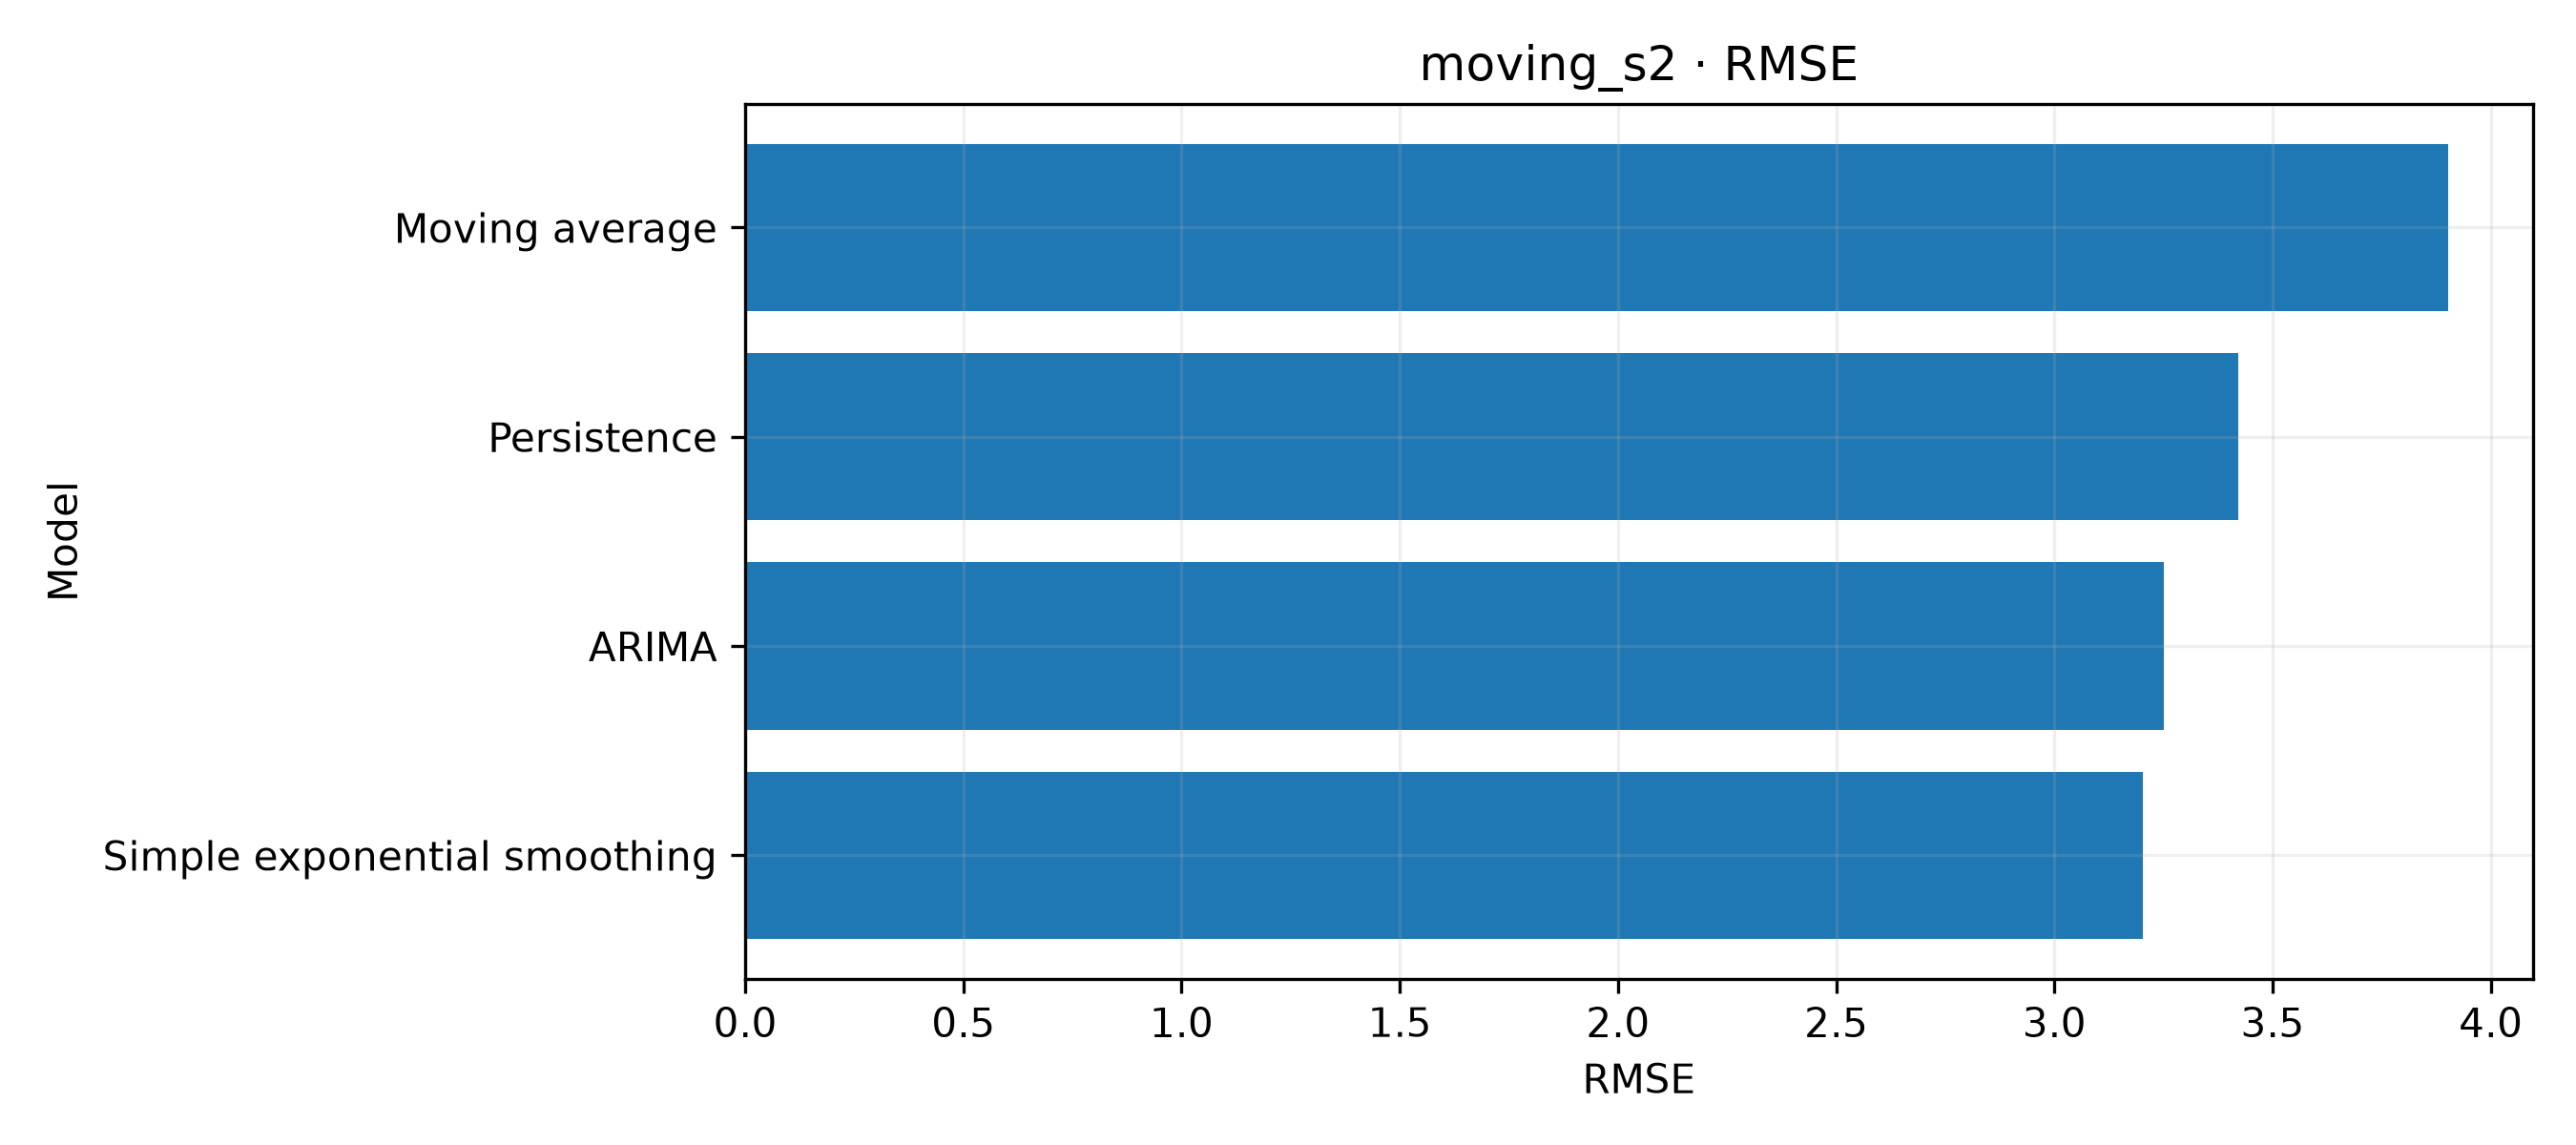 moving_s2 · RMSE
Model
Moving average
Persistence
ARIMA
Simple exponential smoothing
0.0 0.5 1.0 1.5 2.0 2.5 3.0 3.5 4.0
RMSE